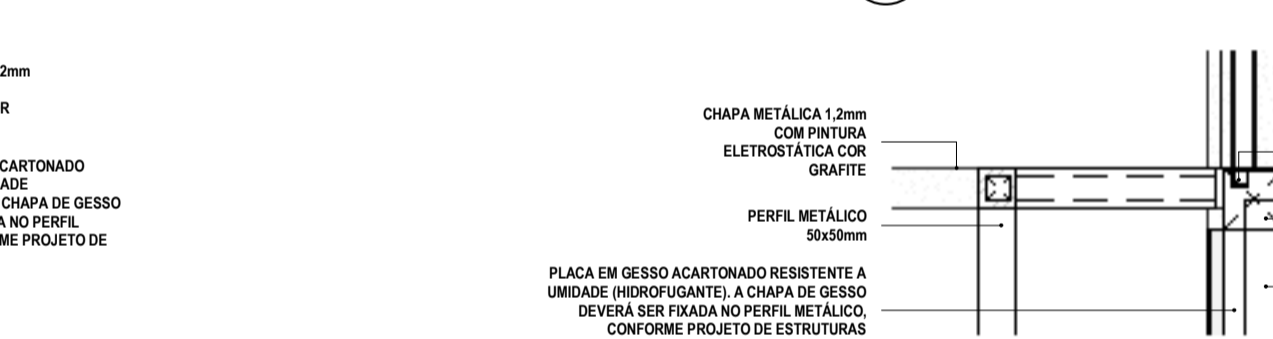 2mm
R
CARTONADO
ADE
CHAPA DE GESSO
A NO PERFIL
ME PROJETO DE
CHAPA METÁLICA 1,2mm
COM PINTURA
ELETROSTÁTICA COR
GRAFITE
PERFIL METÁLICO
50x50mm
PLACA EM GESSO ACARTONADO RESISTENTE A
UMIDADE (HIDROFUGANTE). A CHAPA DE GESSO
DEVERÁ SER FIXADA NO PERFIL METÁLICO,
CONFORME PROJETO DE ESTRUTURAS